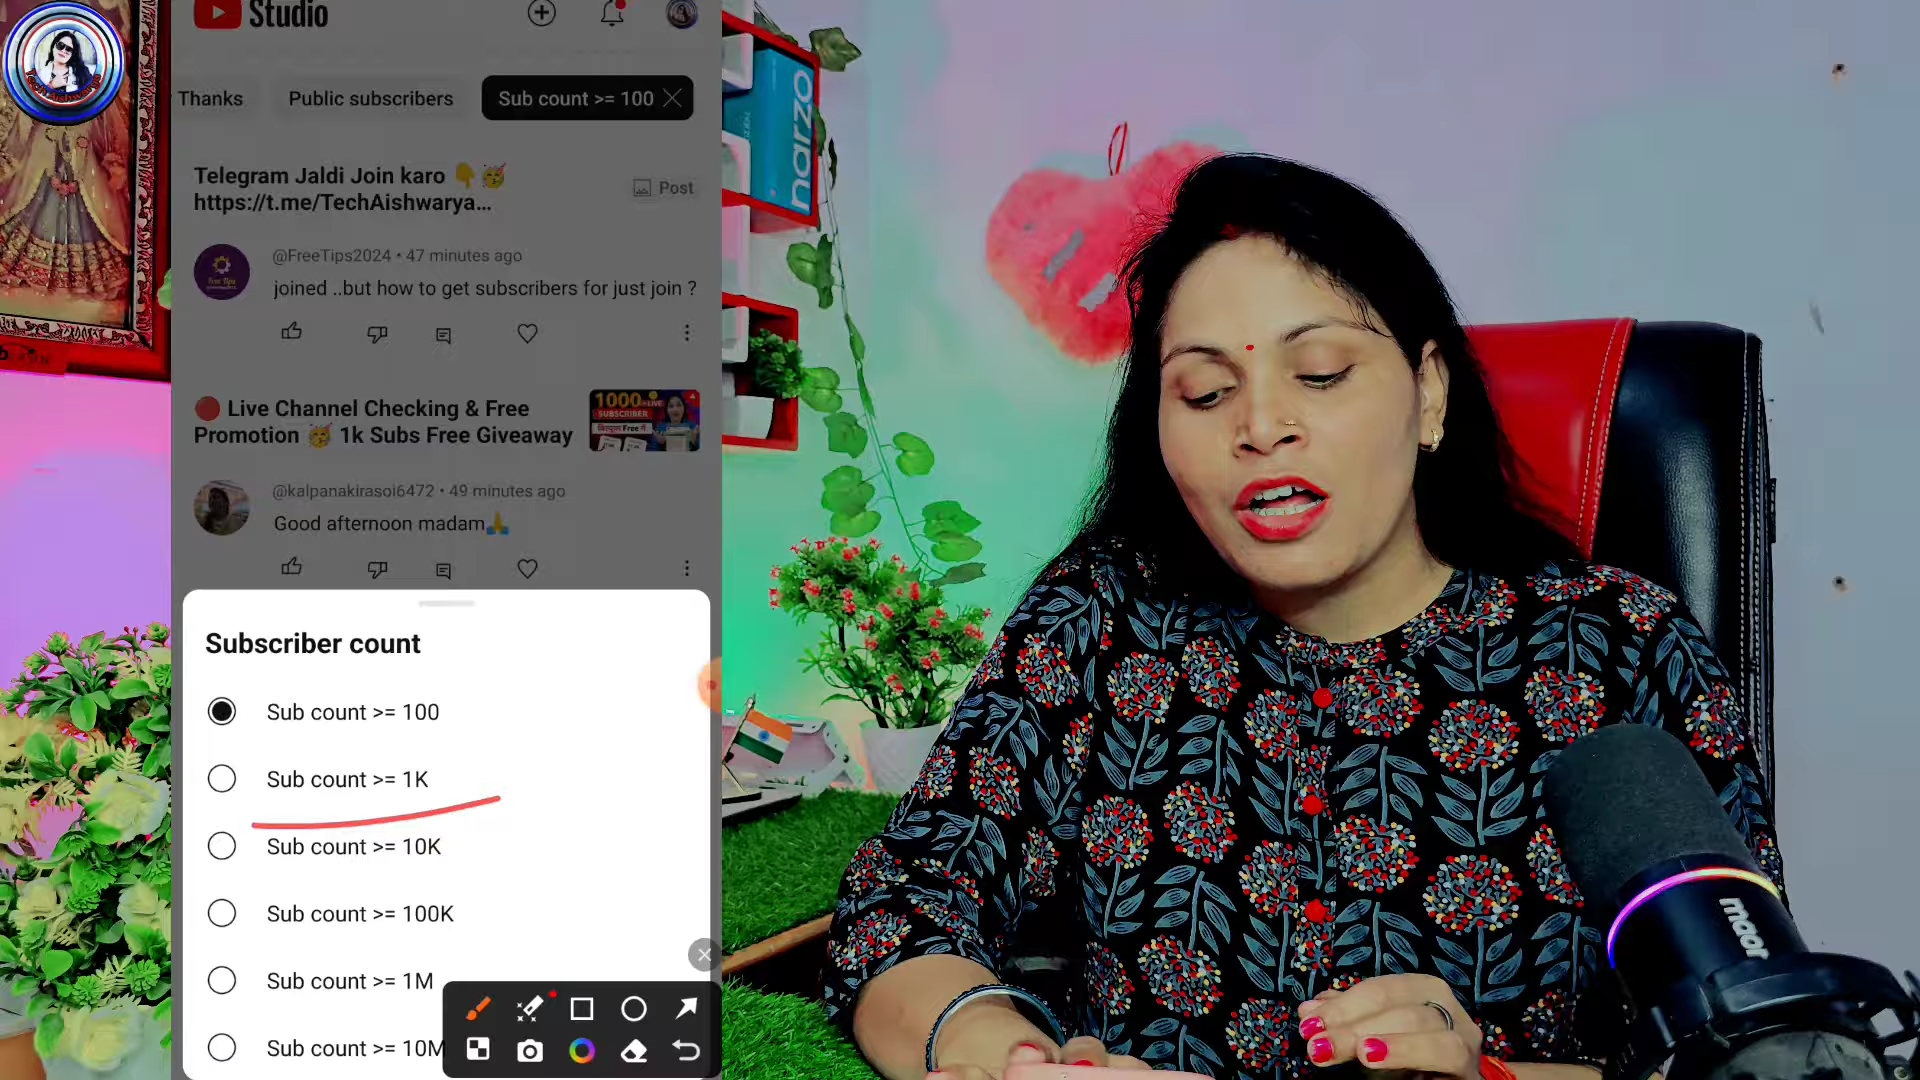 Tech Aishwarya
Studio
Thanks
Public subscribers
Sub count >= 100
Telegram Jaldi Join karo 👇🥳
https://t.me/TechAishwarya...
Post
@FreeTips2024 • 47 minutes ago
joined ..but how to get subscribers for just join ?
🔴 Live Channel Checking & Free
Promotion 🥳 1k Subs Free Giveaway
1000
LIVE
SUBSCRIBER
@kalpanakirasoi6472 • 49 minutes ago
Good afternoon madam🙏
Subscriber count
Sub count >= 100
Sub count >= 1K
Sub count >= 10K
Sub count >= 100K
Sub count >= 1M
Sub count >= 10M
narzo
maono